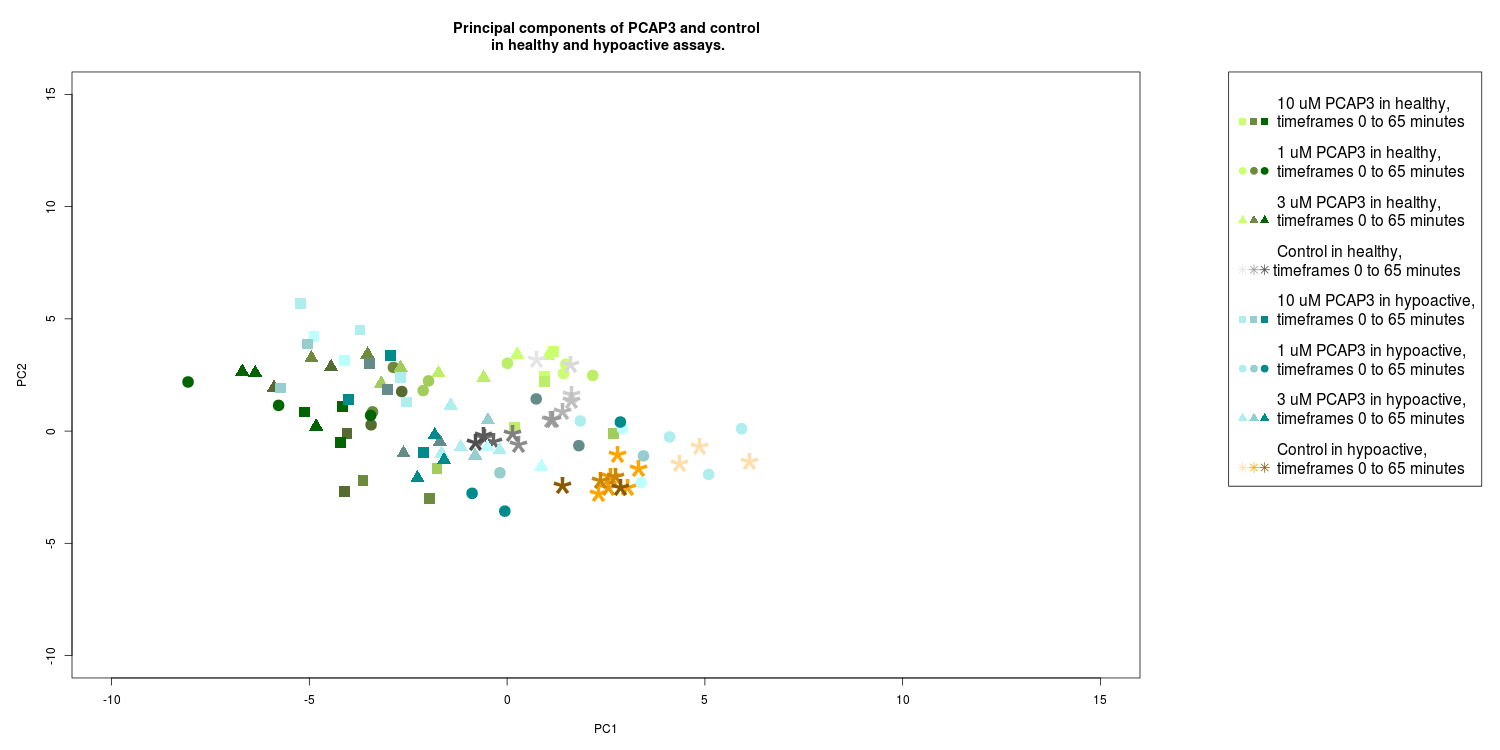 Principal components of PCAP3 and control
in healthy and hypoactive assays.
15
10
5
0
-5
-10
PC2
-10
-5
0
5
10
15
PC1
10 uM PCAP3 in healthy,
timeframes 0 to 65 minutes
1 uM PCAP3 in healthy,
timeframes 0 to 65 minutes
3 uM PCAP3 in healthy,
timeframes 0 to 65 minutes
Control in healthy,
timeframes 0 to 65 minutes
10 uM PCAP3 in hypoactive,
timeframes 0 to 65 minutes
1 uM PCAP3 in hypoactive,
timeframes 0 to 65 minutes
3 uM PCAP3 in hypoactive,
timeframes 0 to 65 minutes
Control in hypoactive,
timeframes 0 to 65 minutes